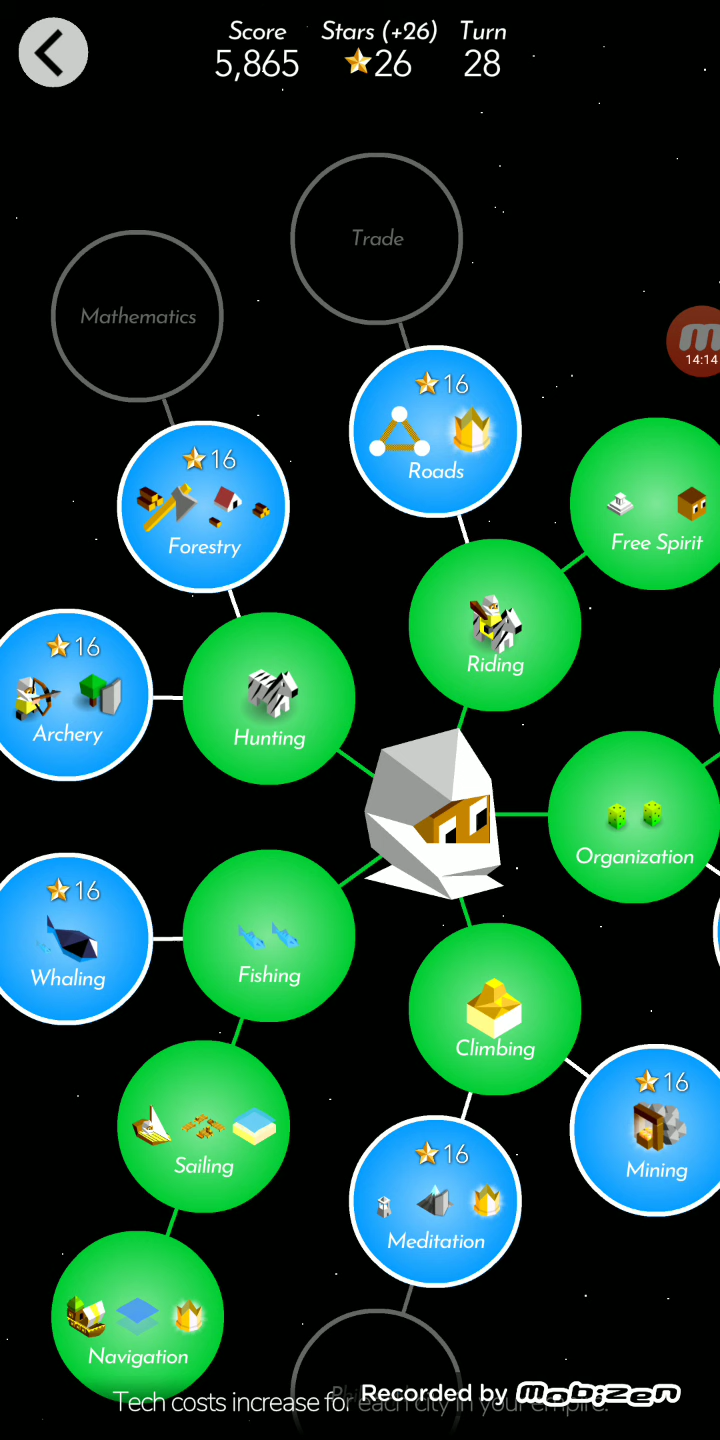 Score Stars (+26) Turn
5,865 26 28
Trade
Mathematics
14:14
16
Roads
16
Forestry
Free Spirit
Riding
16
Archery
Hunting
Organization
16
Whaling
Fishing
Climbing
16
Mining
Sailing
16
Meditation
Navigation
Recorded by mobizen
Tech costs increase for each city in your empire.